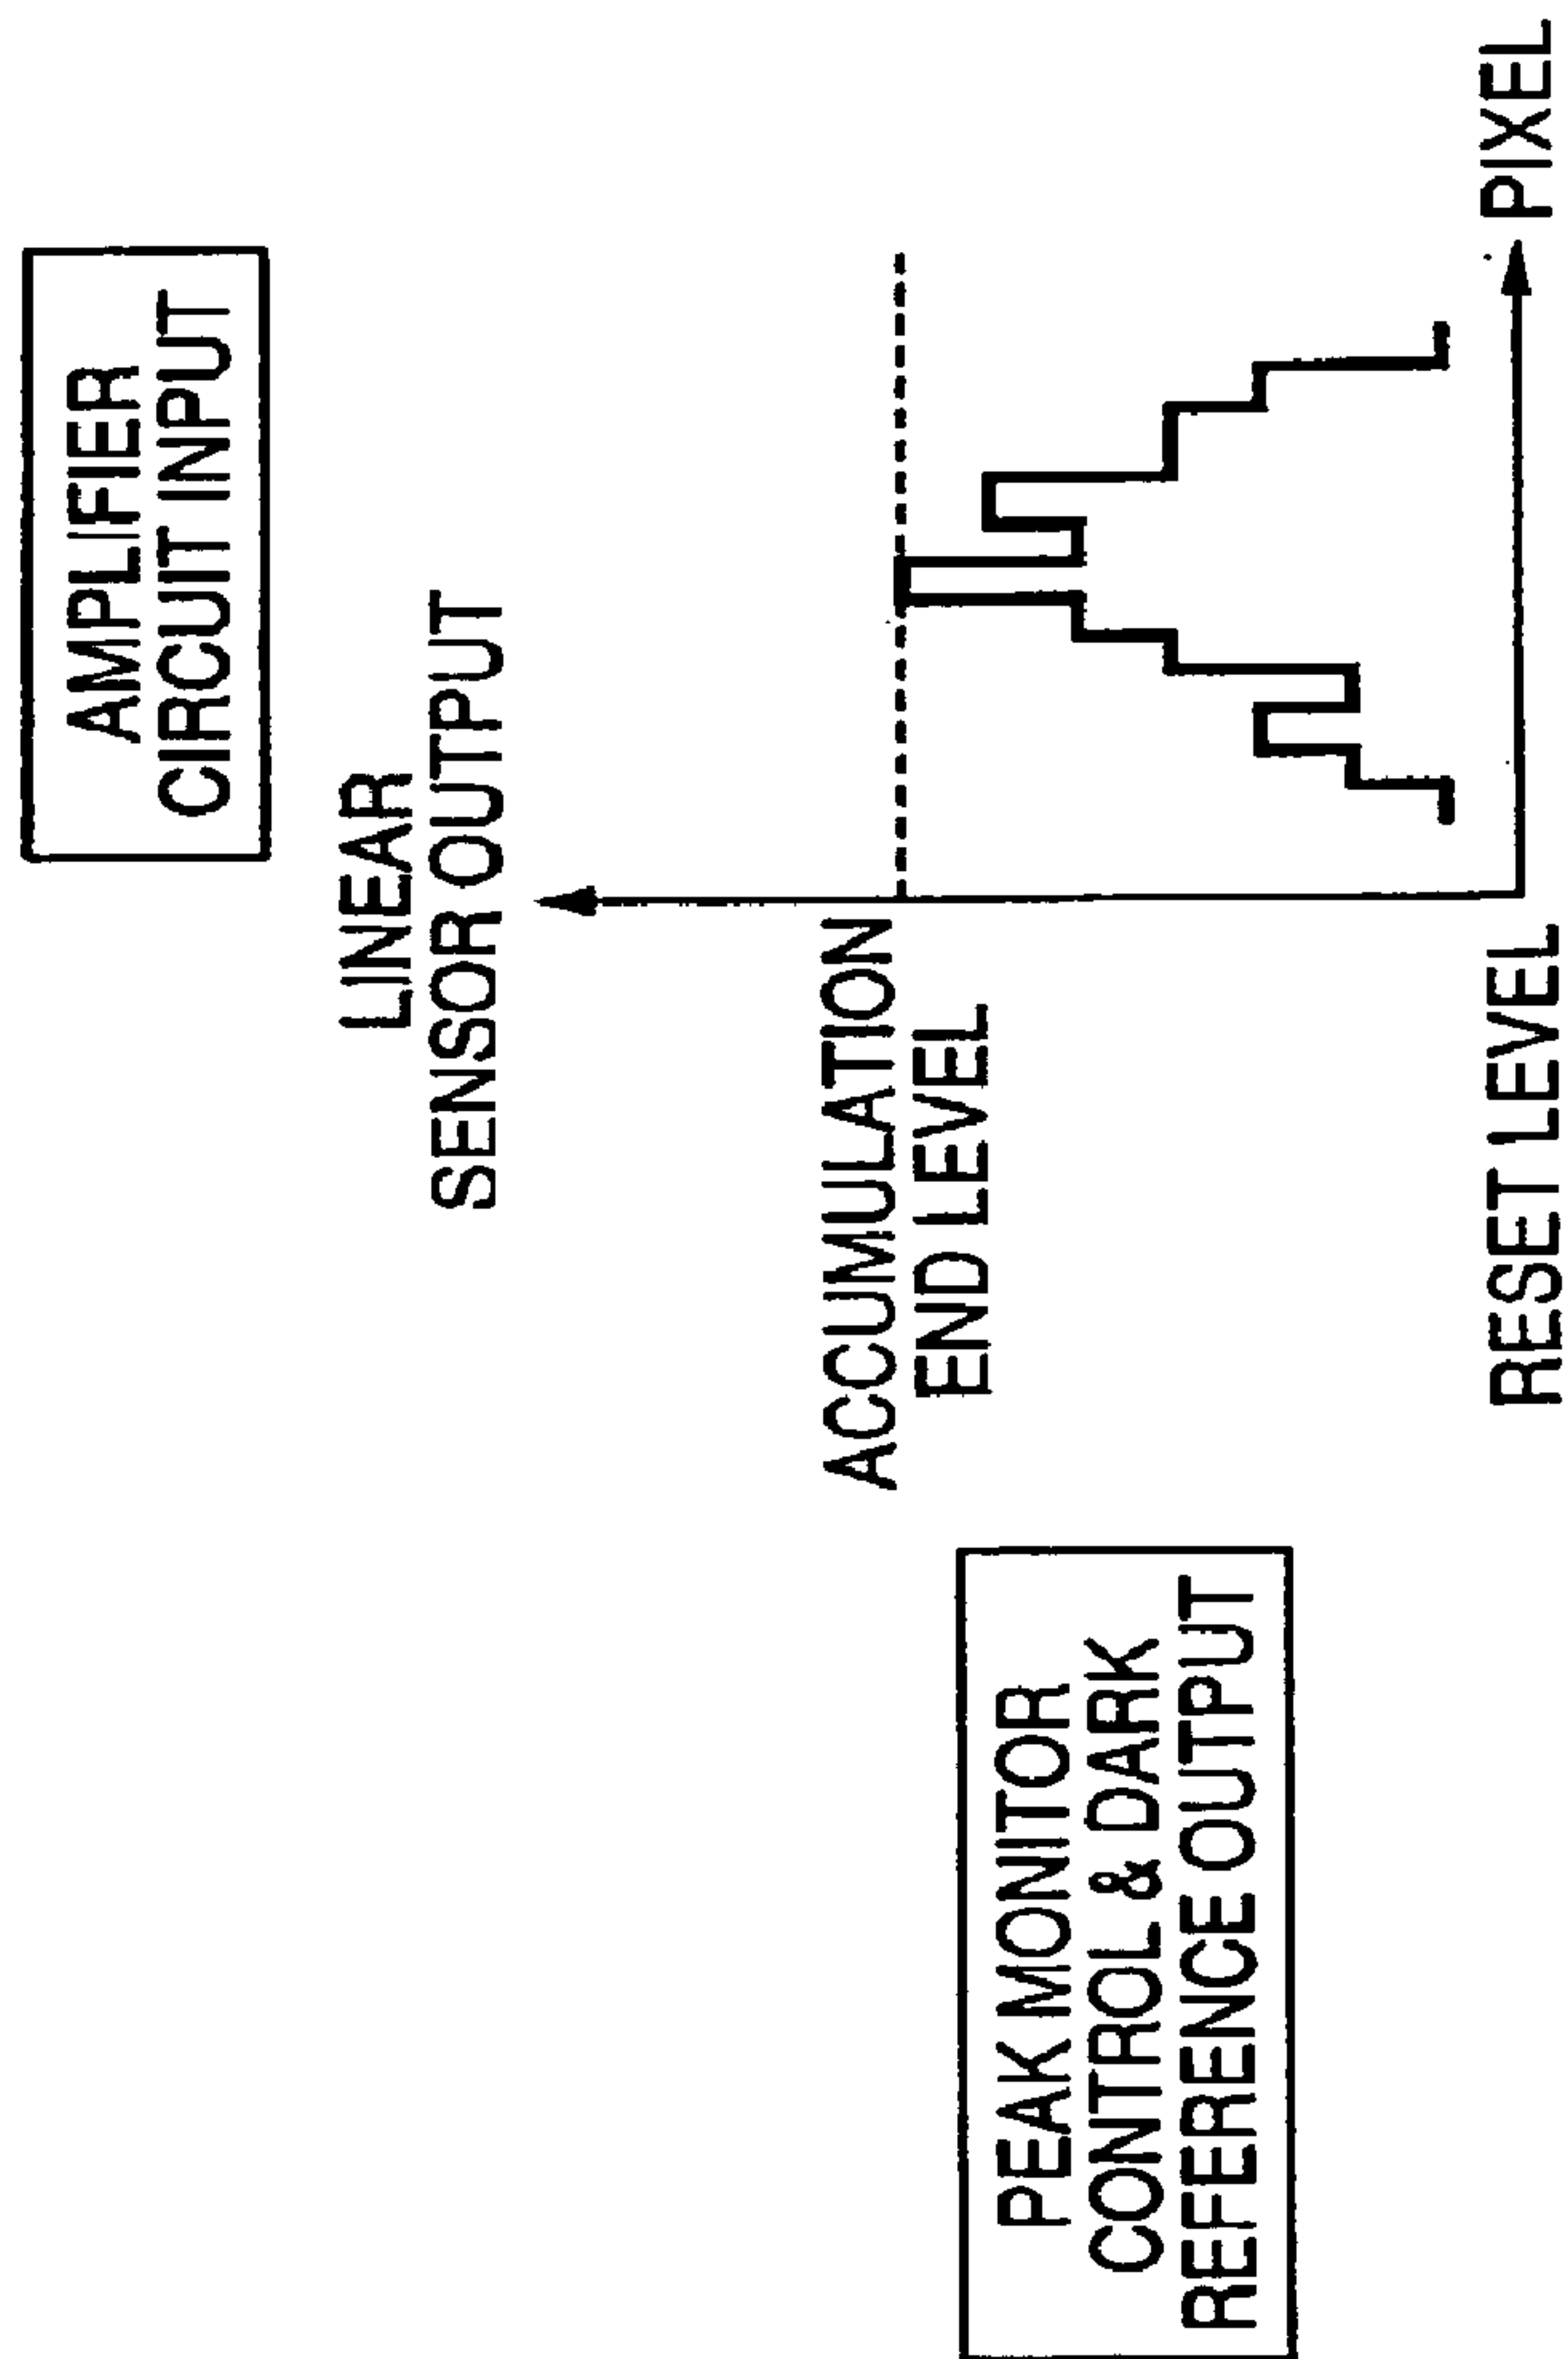 AMPLIFIER
CIRCUIT INPUT
LINEAR
SENSOR OUTPUT
ACCUMULATION
END LEVEL
PEAK MONITOR
CONTROL & DARK
REFERENCE OUTPUT
RESET LEVEL
PIXEL